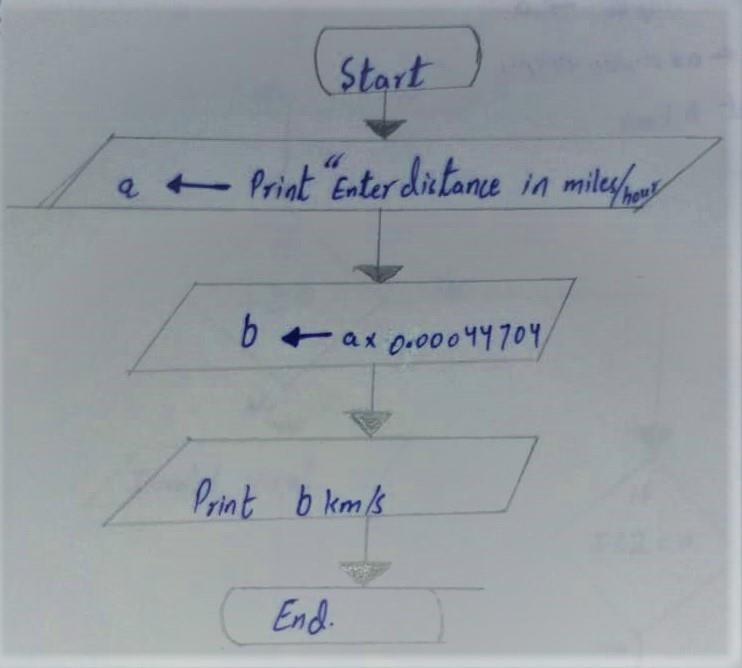 Start
a ← Print “Enter distance in miles/hour
b ← a x 0.00044704
Print b km/s
End.